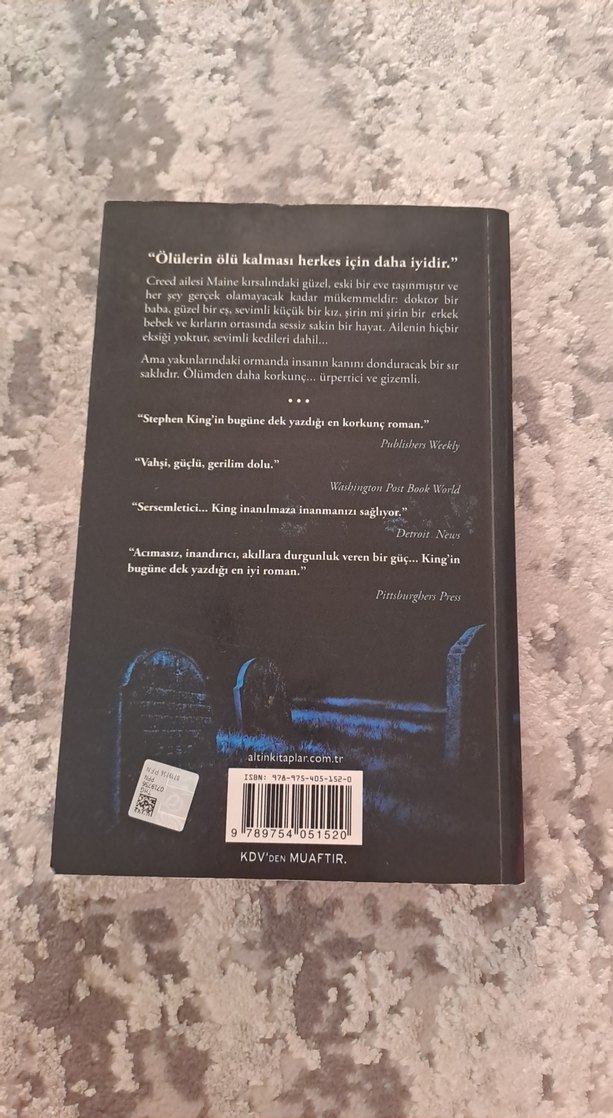 “Ölülerin ölü kalması herkes için daha iyidir.”
Creed ailesi Maine kırsalındaki güzel, eski bir eve taşınmıştır ve
her şey gerçek olamayacak kadar mükemmeldir: doktor bir
baba, güzel bir eş, sevimli küçük bir kız, şirin mi şirin bir erkek
bebek ve kırların ortasında sessiz sakin bir hayat. Ailenin hiçbir
eksiği yoktur, sevimli kedileri dahil...
Ama yakınlarındaki ormanda insanın kanını donduracak bir sır
saklıdır. Ölümden daha korkunç... ürpertici ve gizemli.
•••
“Stephen King’in bugüne dek yazdığı en korkunç roman.”
Publishers Weekly
“Vahşi, güçlü, gerilim dolu.”
Washington Post Book World
“Sersemletici... King inanılmaza inanmanızı sağlıyor.”
Detroit News
“Acımasız, inandırıcı, akıllara durgunluk veren bir güç... King’in
bugüne dek yazdığı en iyi roman.”
Pittsburghers Press
altinkitaplar.com.tr
ISBN: 978-975-405-152-0
9 789754 051520
KDV’DEN MUAFTIR.